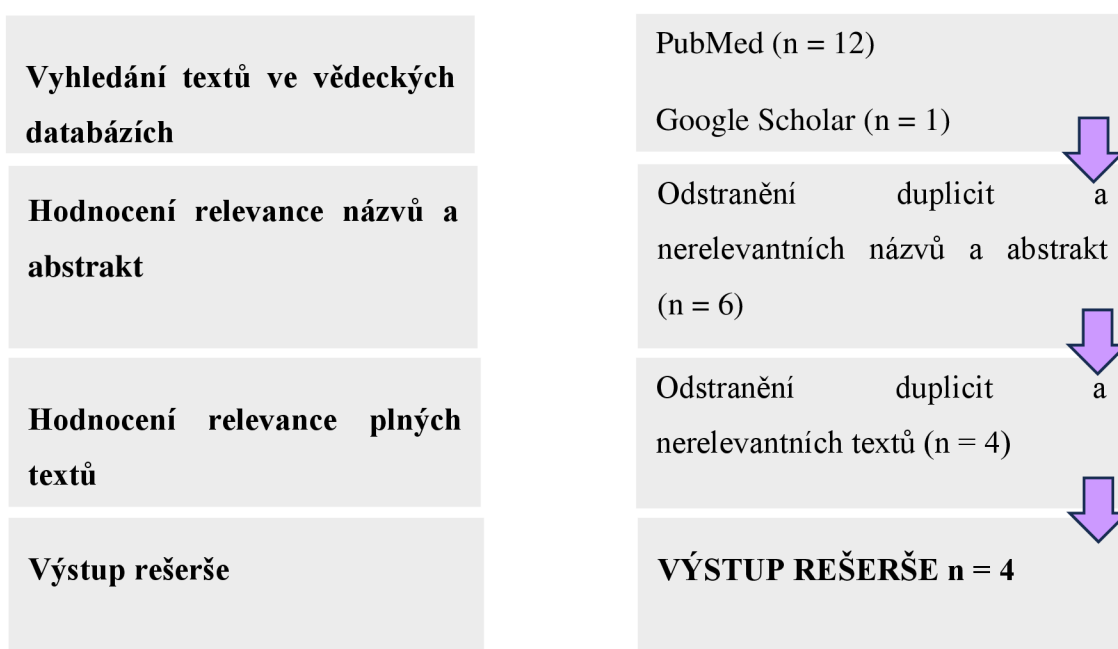 Vyhledání textů ve vědeckých
databázích
PubMed (n = 12)
Google Scholar (n = 1)
Hodnocení relevance názvů a
abstrakt
Odstranění duplicit a
nerelevantních názvů a abstrakt
(n = 6)
Hodnocení relevance plných
textů
Odstranění duplicit a
nerelevantních textů (n = 4)
Výstup rešerše
VÝSTUP REŠERŠE n = 4